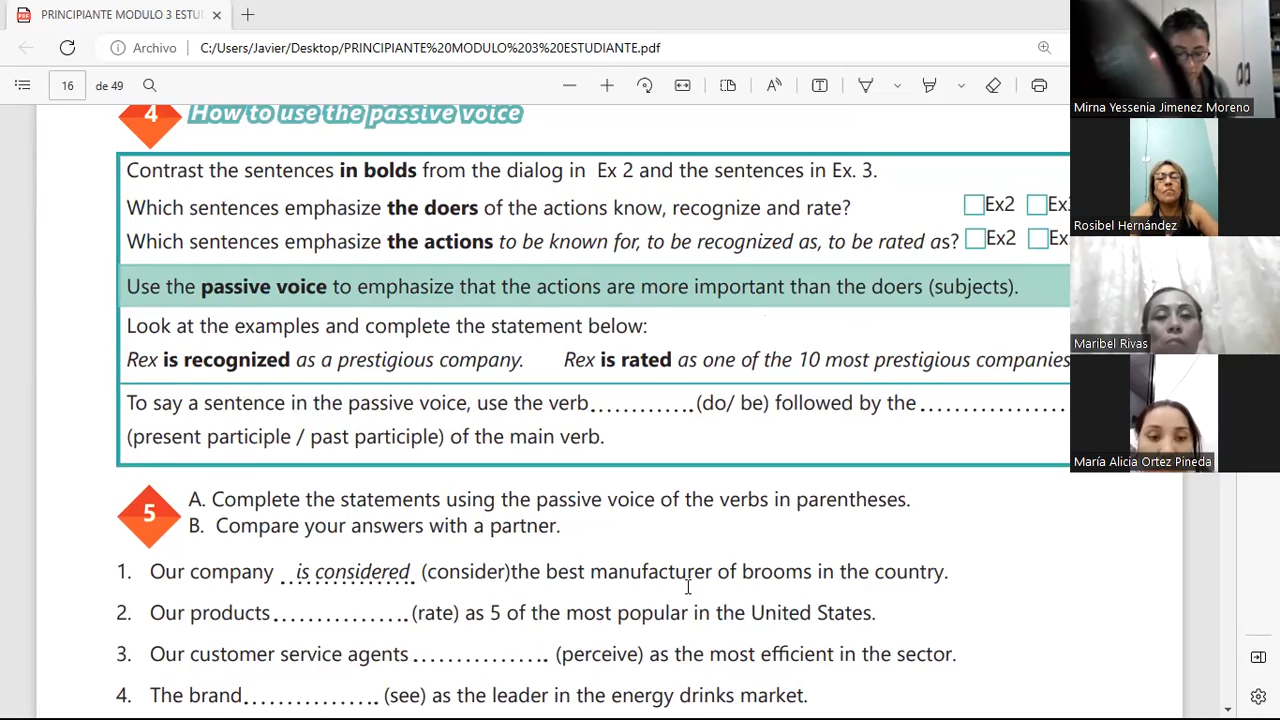 PRINCIPIANTE MODULO 3 ESTU
Archivo
C:/Users/Javier/Desktop/PRINCIPIANTE%20MODULO%203%20ESTUDIANTE.pdf
16 de 49
4 How to use the passive voice
Contrast the sentences in bolds from the dialog in Ex 2 and the sentences in Ex. 3.
Which sentences emphasize the doers of the actions know, recognize and rate? Ex2
Which sentences emphasize the actions to be known for, to be recognized as, to be rated as? Ex2 Ex
Use the passive voice to emphasize that the actions are more important than the doers (subjects).
Look at the examples and complete the statement below:
Rex is recognized as a prestigious company. Rex is rated as one of the 10 most prestigious companies
To say a sentence in the passive voice, use the verb............. (do/ be) followed by the .................
(present participle / past participle) of the main verb.
5 A. Complete the statements using the passive voice of the verbs in parentheses.
B. Compare your answers with a partner.
1. Our company is considered (consider)the best manufacturer of brooms in the country.
2. Our products................ (rate) as 5 of the most popular in the United States.
3. Our customer service agents ................ (perceive) as the most efficient in the sector.
4. The brand................ (see) as the leader in the energy drinks market.
Mirna Yessenia Jimenez Moreno
Rosibel Hernández
Maribel Rivas
María Alicia Ortez Pineda